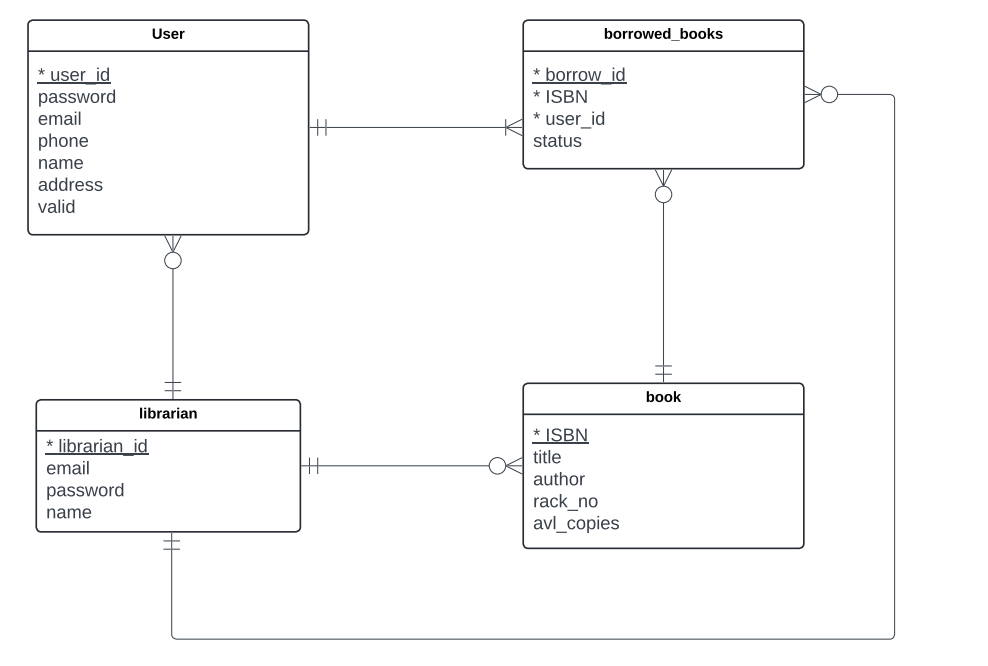 User
* user_id
password
email
phone
name
address
valid
borrowed_books
* borrow_id
* ISBN
* user_id
status
librarian
* librarian_id
email
password
name
book
* ISBN
title
author
rack_no
avl_copies